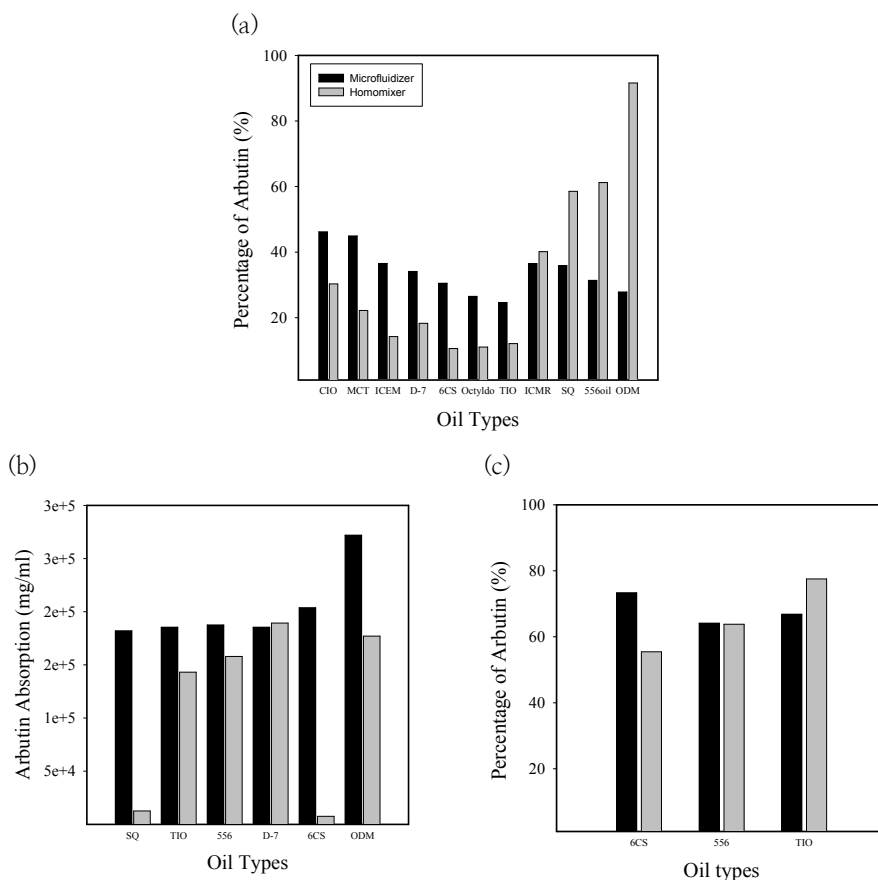 (a)
100
80
60
40
20
Percentage of Arbutin (%)
Microfluidizer
Homomixer
CIO MCT ICEM D-7 6CS Octyldo TIO ICMR SQ 556oil ODM
Oil Types
(b)
3e+5
3e+5
2e+5
2e+5
1e+5
5e+4
Arbutin Absorption (mg/ml)
SQ TIO 556 D-7 6CS ODM
Oil Types
(c)
100
80
60
40
20
Percentage of Arbutin (%)
6CS 556 TIO
Oil types